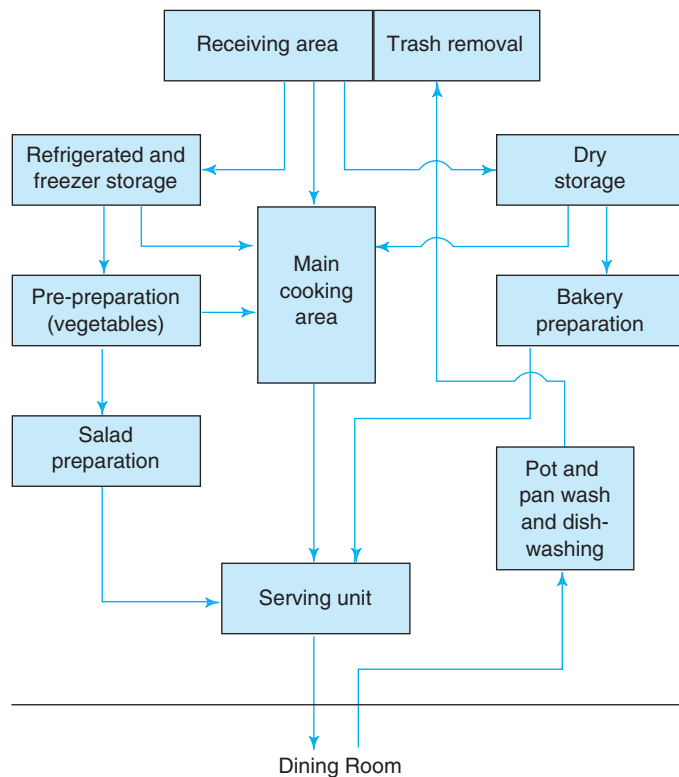 Receiving area
Trash removal
Refrigerated and
freezer storage
Dry
storage
Main
cooking
area
Pre-preparation
(vegetables)
Bakery
preparation
Salad
preparation
Pot and
pan wash
and dish-
washing
Serving unit
Dining Room